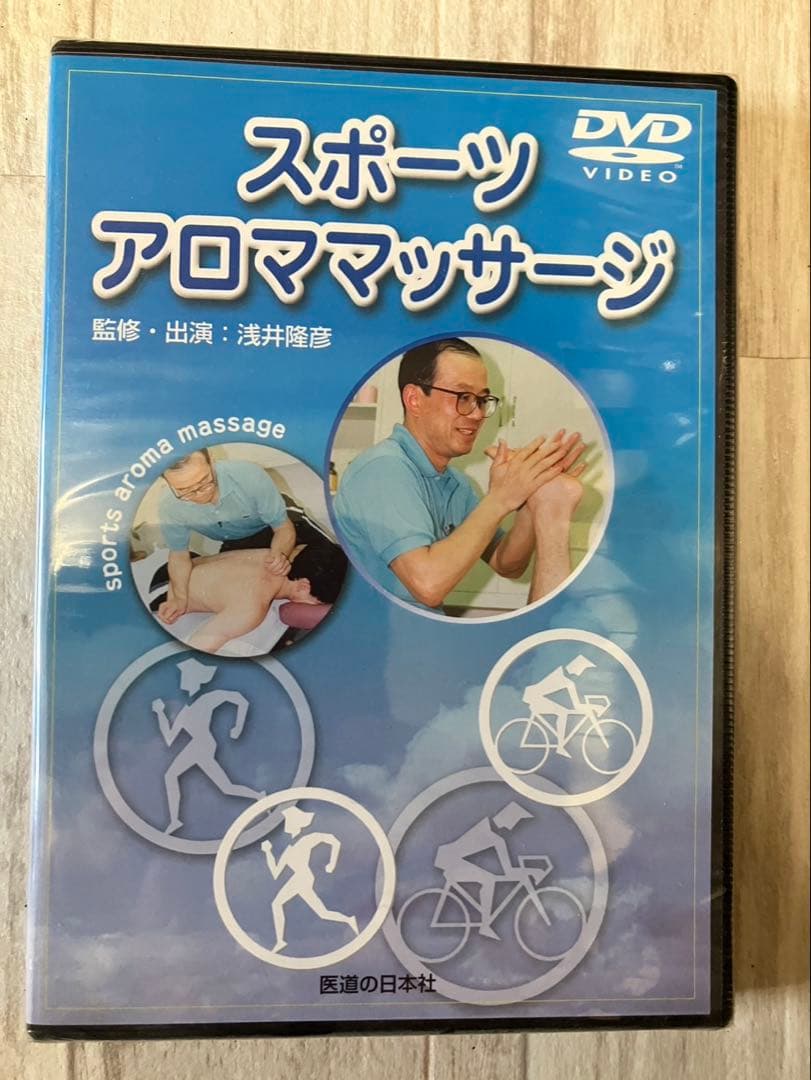 DVD
VIDEO
スポーツ
アロママッサージ
監修・出演：浅井隆彦
sports aroma massage
医道の日本社